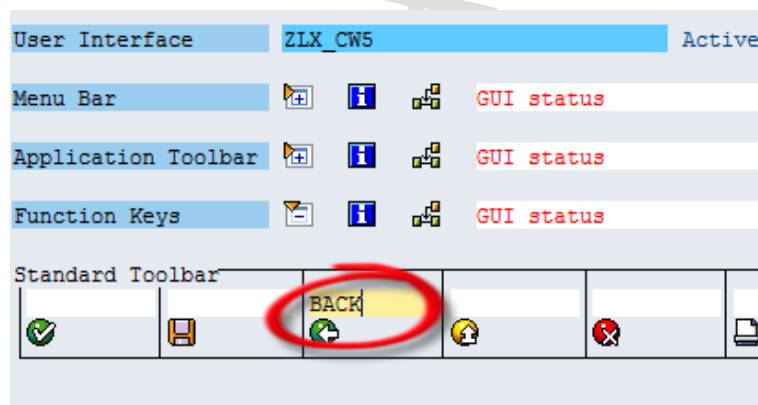 User Interface ZLX_CW5 Active
Menu Bar GUI status
Application Toolbar GUI status
Function Keys GUI status
Standard Toolbar
BACK